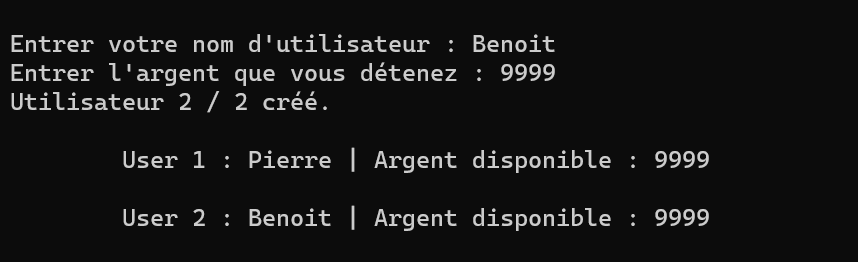 Entrer votre nom d'utilisateur : Benoit
Entrer l'argent que vous détenez : 9999
Utilisateur 2 / 2 créé.
User 1 : Pierre | Argent disponible : 9999
User 2 : Benoit | Argent disponible : 9999